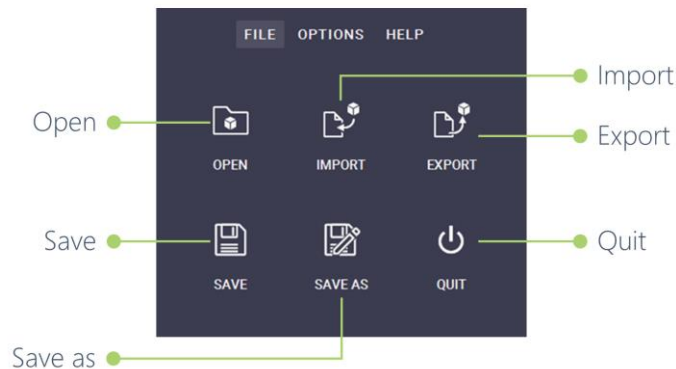 FILE OPTIONS HELP
Import
Open
Export
OPEN IMPORT EXPORT
Save
Quit
SAVE SAVE AS QUIT
Save as